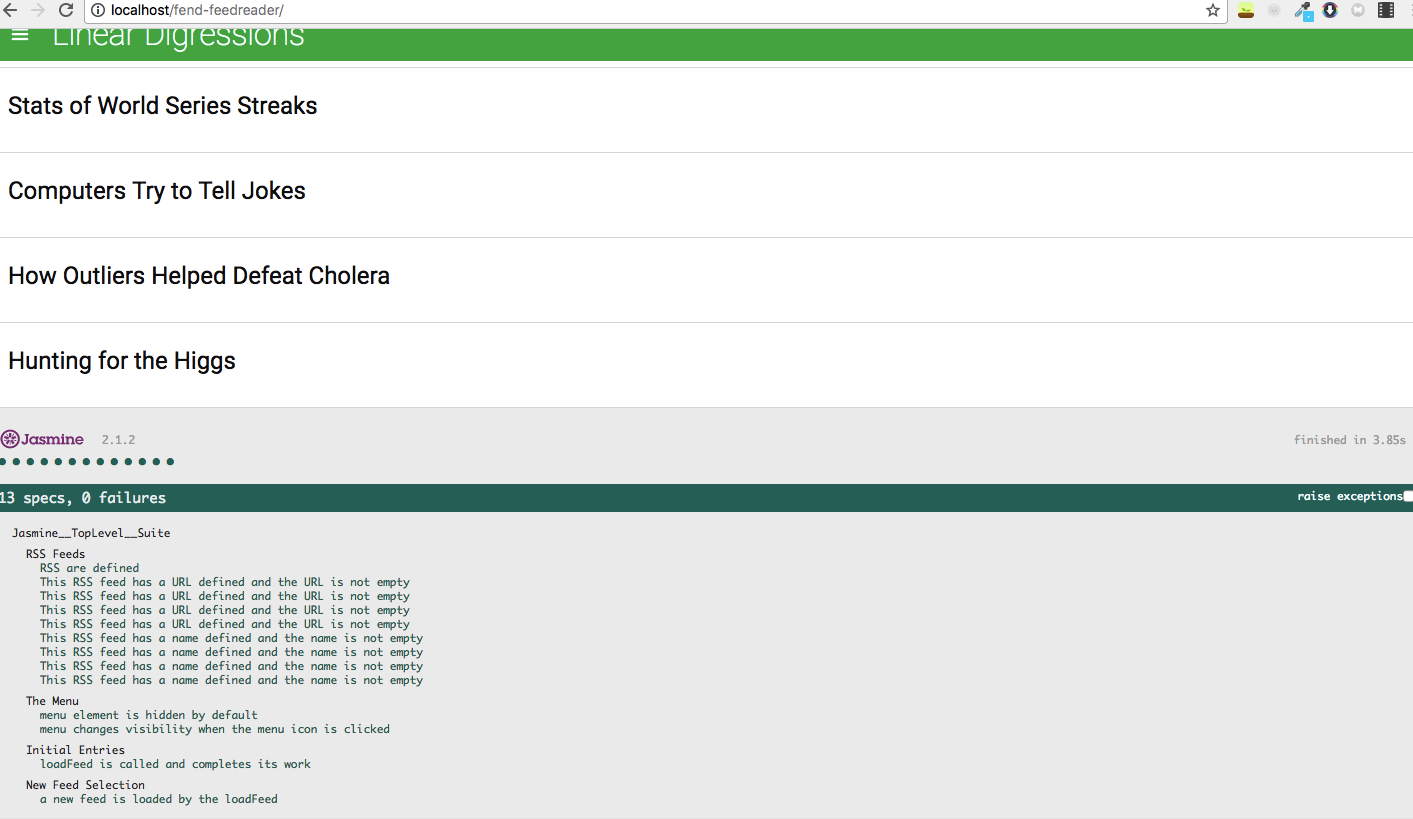 localhost/fend-feedreader/
Linear Digressions
Stats of World Series Streaks
Computers Try to Tell Jokes
How Outliers Helped Defeat Cholera
Hunting for the Higgs
Jasmine 2.1.2 finished in 3.85s
13 specs, 0 failures raise exceptions
Jasmine__TopLevel__Suite
RSS Feeds
RSS are defined
This RSS feed has a URL defined and the URL is not empty
This RSS feed has a URL defined and the URL is not empty
This RSS feed has a URL defined and the URL is not empty
This RSS feed has a URL defined and the URL is not empty
This RSS feed has a name defined and the name is not empty
This RSS feed has a name defined and the name is not empty
This RSS feed has a name defined and the name is not empty
This RSS feed has a name defined and the name is not empty
The Menu
menu element is hidden by default
menu changes visibility when the menu icon is clicked
Initial Entries
loadFeed is called and completes its work
New Feed Selection
a new feed is loaded by the loadFeed